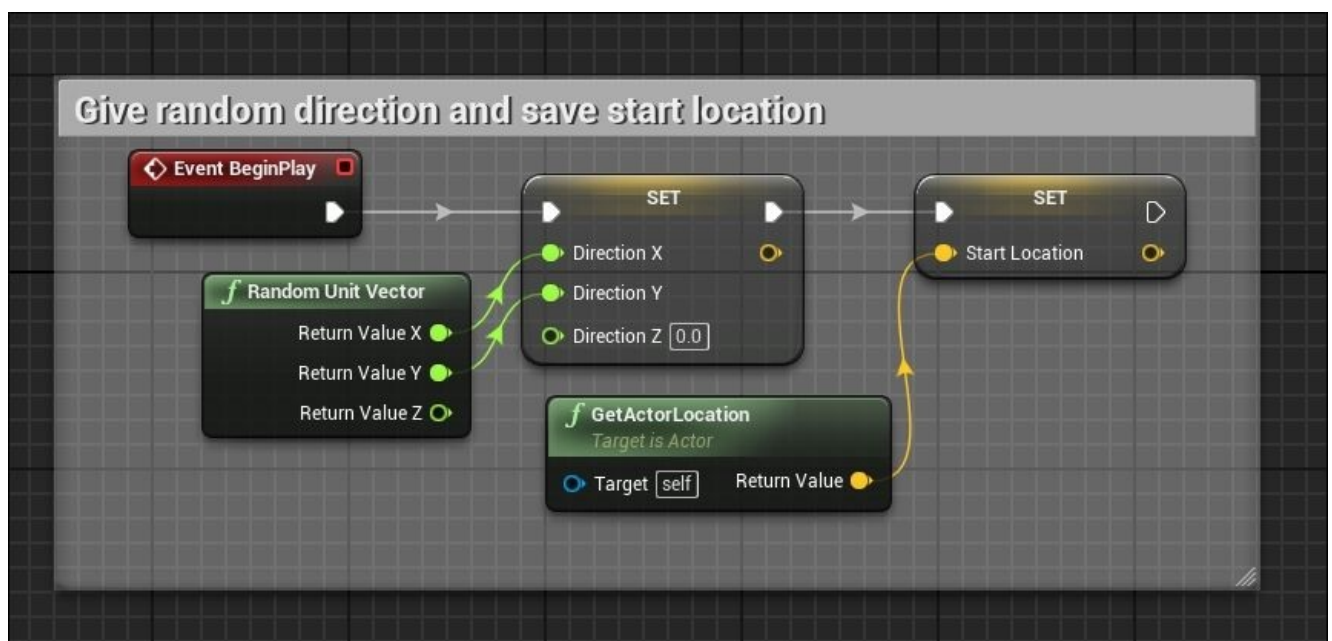 Give random direction and save start location
Event BeginPlay
SET
Direction X
Direction Y
Direction Z 0.0
SET
Start Location
f Random Unit Vector
Return Value X
Return Value Y
Return Value Z
f GetActorLocation
Target is Actor
Target self Return Value